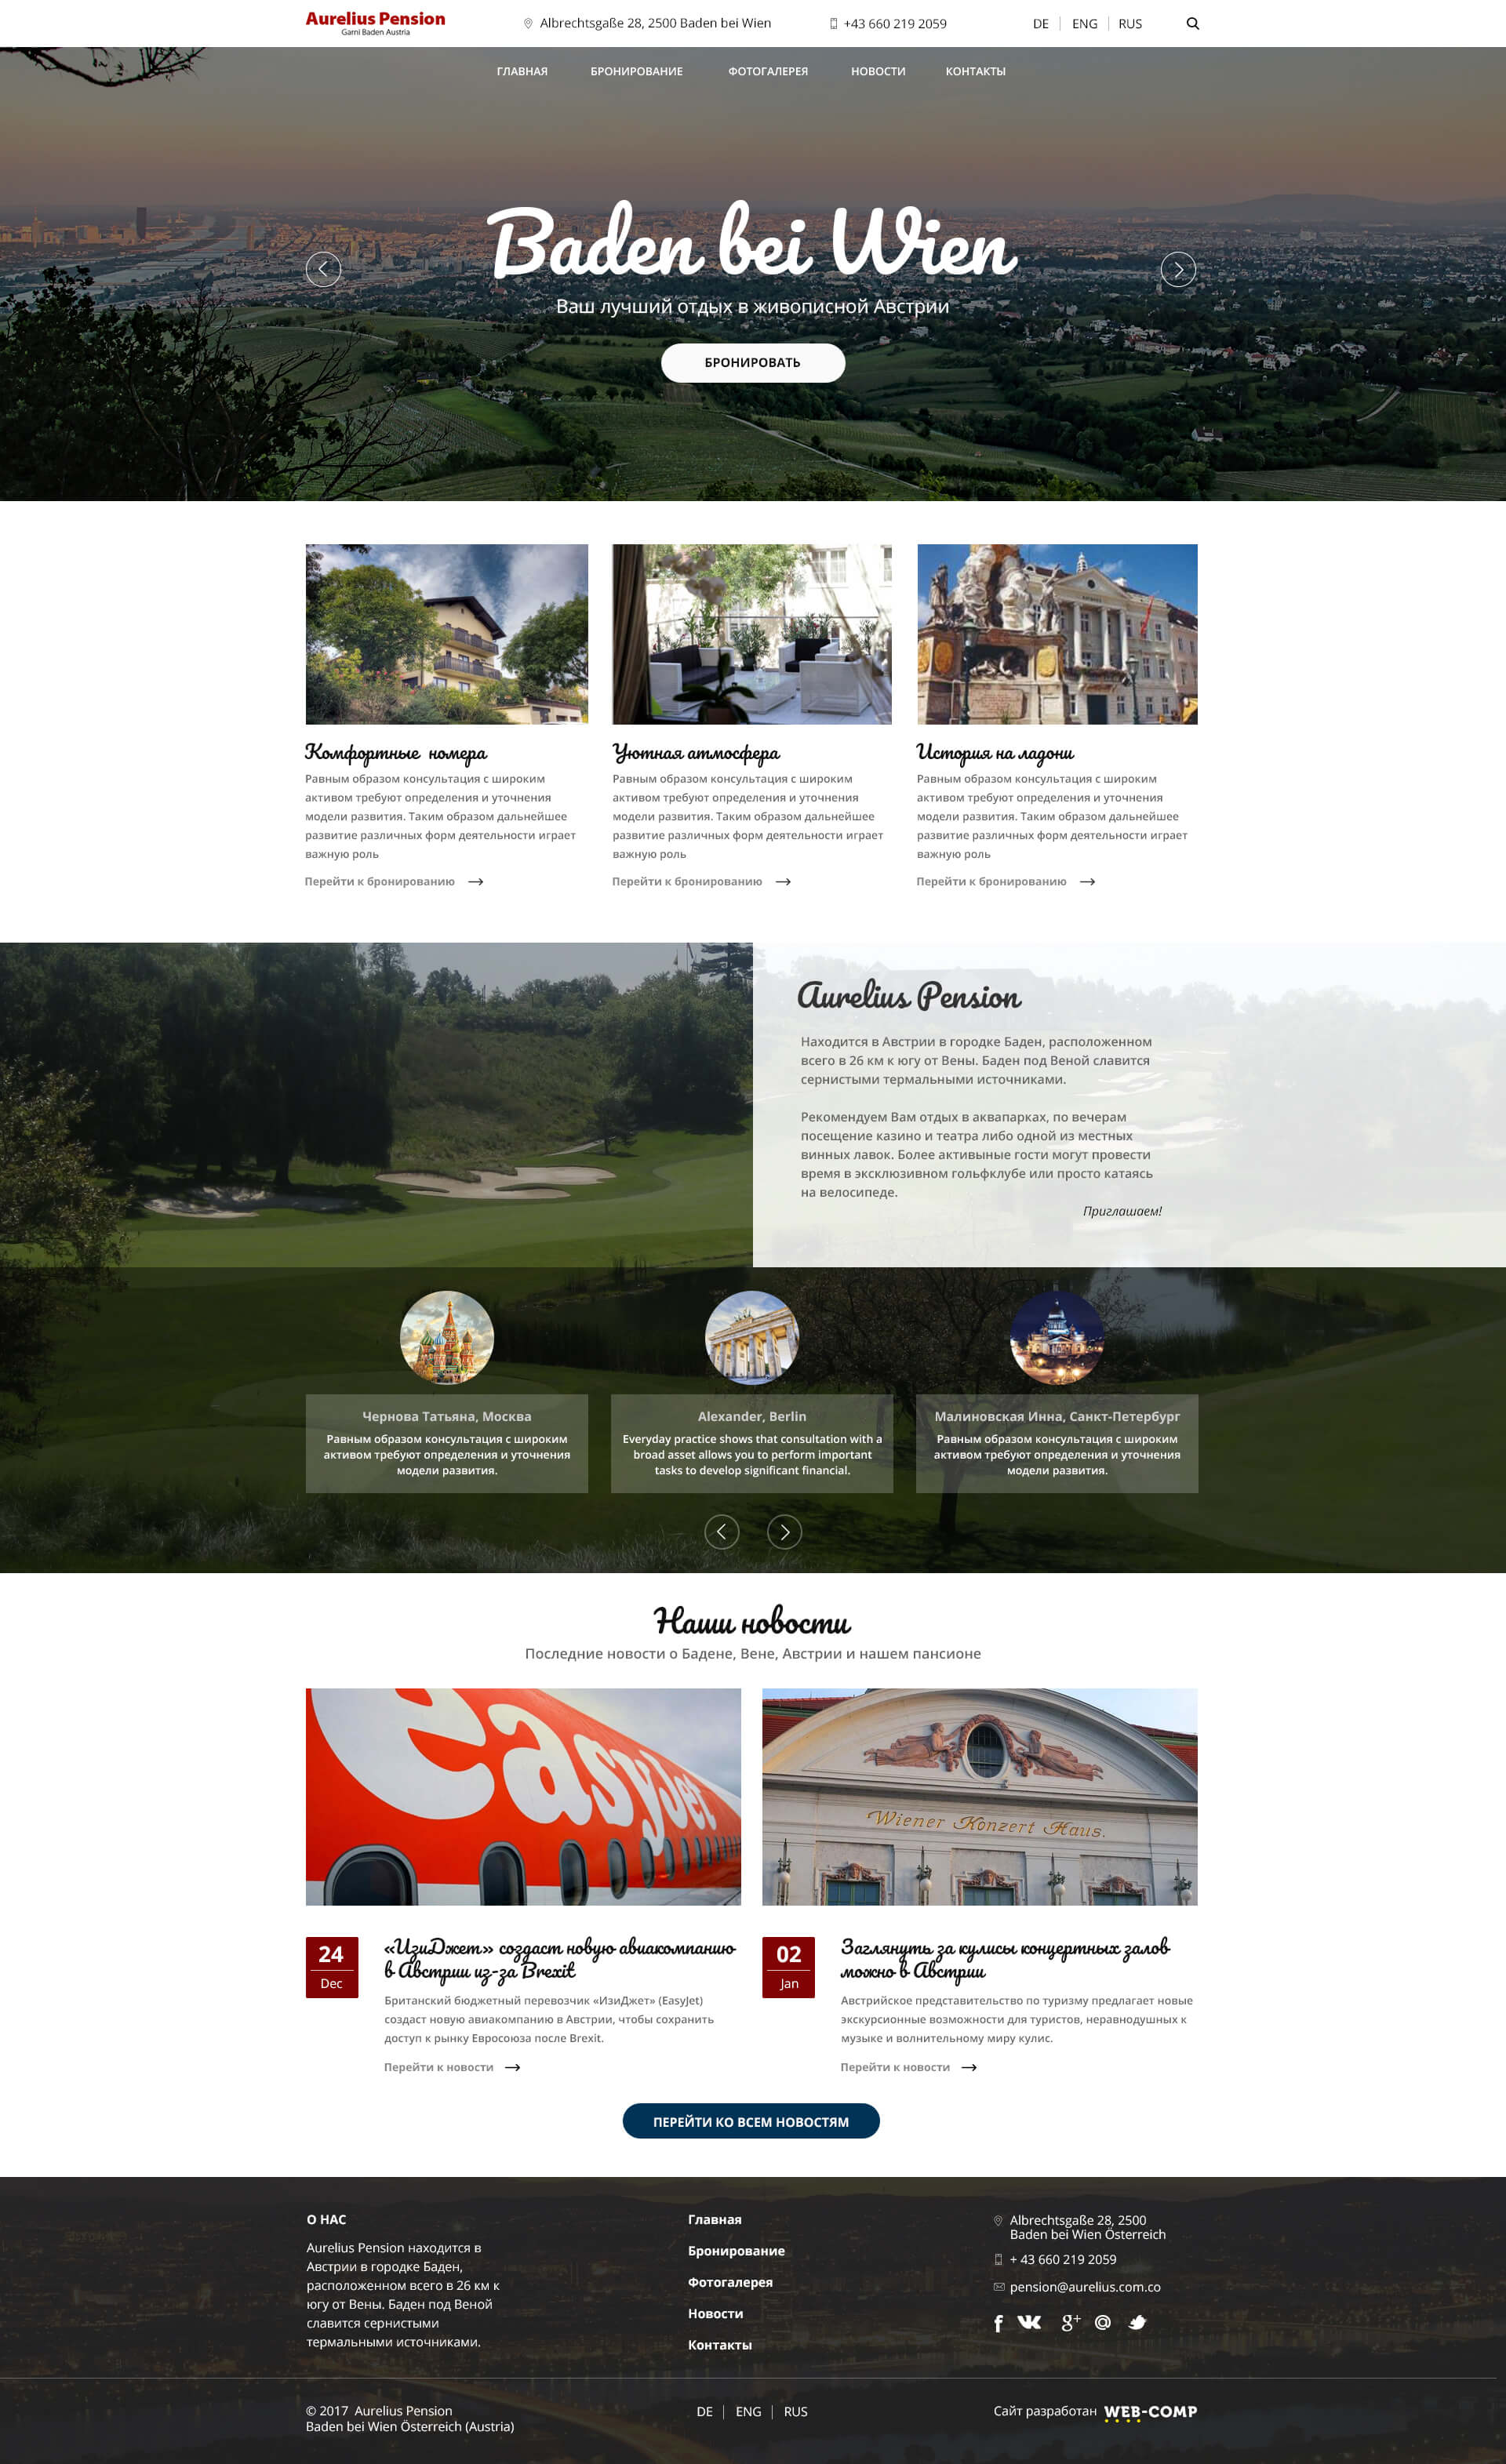 Aurelius Pension
Garni Baden Austria
Albrechtsgaße 28, 2500 Baden bei Wien
+43 660 219 2059
DE ENG RUS
ГЛАВНАЯ БРОНИРОВАНИЕ ФОТОГАЛЕРЕЯ НОВОСТИ КОНТАКТЫ
Baden bei Wien
Ваш лучший отдых в живописной Австрии
БРОНИРОВАТЬ
Комфортные номера
Равным образом консультация с широким
активом требуют определения и уточнения
модели развития. Таким образом дальнейшее
развитие различных форм деятельности играет
важную роль
Перейти к бронированию
Уютная атмосфера
Равным образом консультация с широким
активом требуют определения и уточнения
модели развития. Таким образом дальнейшее
развитие различных форм деятельности играет
важную роль
Перейти к бронированию
История на ладони
Равным образом консультация с широким
активом требуют определения и уточнения
модели развития. Таким образом дальнейшее
развитие различных форм деятельности играет
важную роль
Перейти к бронированию
Aurelius Pension
Находится в Австрии в городке Баден, расположенном
всего в 26 км к югу от Вены. Баден под Веной славится
сернистыми термальными источниками.
Рекомендуем Вам отдых в аквапарках, по вечерам
посещение казино и театра либо одной из местных
винных лавок. Более активыные гости могут провести
время в эксклюзивном гольфклубе или просто катаясь
на велосипеде.
Приглашаем!
Чернова Татьяна, Москва
Равным образом консультация с широким
активом требуют определения и уточнения
модели развития.
Alexander, Berlin
Everyday practice shows that consultation with a
broad asset allows you to perform important
tasks to develop significant financial.
Малиновская Инна, Санкт-Петербург
Равным образом консультация с широким
активом требуют определения и уточнения
модели развития.
Наши новости
Последние новости о Бадене, Вене, Австрии и нашем пансионе
easyJet
Wiener Konzert Haus.
24
Dec
«ИзиДжет» создаст новую авиакомпанию
в Австрии из-за Brexit
Британский бюджетный перевозчик «ИзиДжет» (EasyJet)
создаст новую авиакомпанию в Австрии, чтобы сохранить
доступ к рынку Евросоюза после Brexit.
Перейти к новости
02
Jan
Заглянуть за кулисы концертных залов
можно в Австрии
Австрийское представительство по туризму предлагает новые
экскурсионные возможности для туристов, неравнодушных к
музыке и волнительному миру кулис.
Перейти к новости
ПЕРЕЙТИ КО ВСЕМ НОВОСТЯМ
О НАС
Aurelius Pension находится в
Австрии в городке Баден,
расположенном всего в 26 км к
югу от Вены. Баден под Веной
славится сернистыми
термальными источниками.
Главная
Бронирование
Фотогалерея
Новости
Контакты
Albrechtsgaße 28, 2500
Baden bei Wien Österreich
+ 43 660 219 2059
pension@aurelius.com.co
© 2017 Aurelius Pension
Baden bei Wien Österreich (Austria)
DE ENG RUS
Сайт разработан WEB-COMP